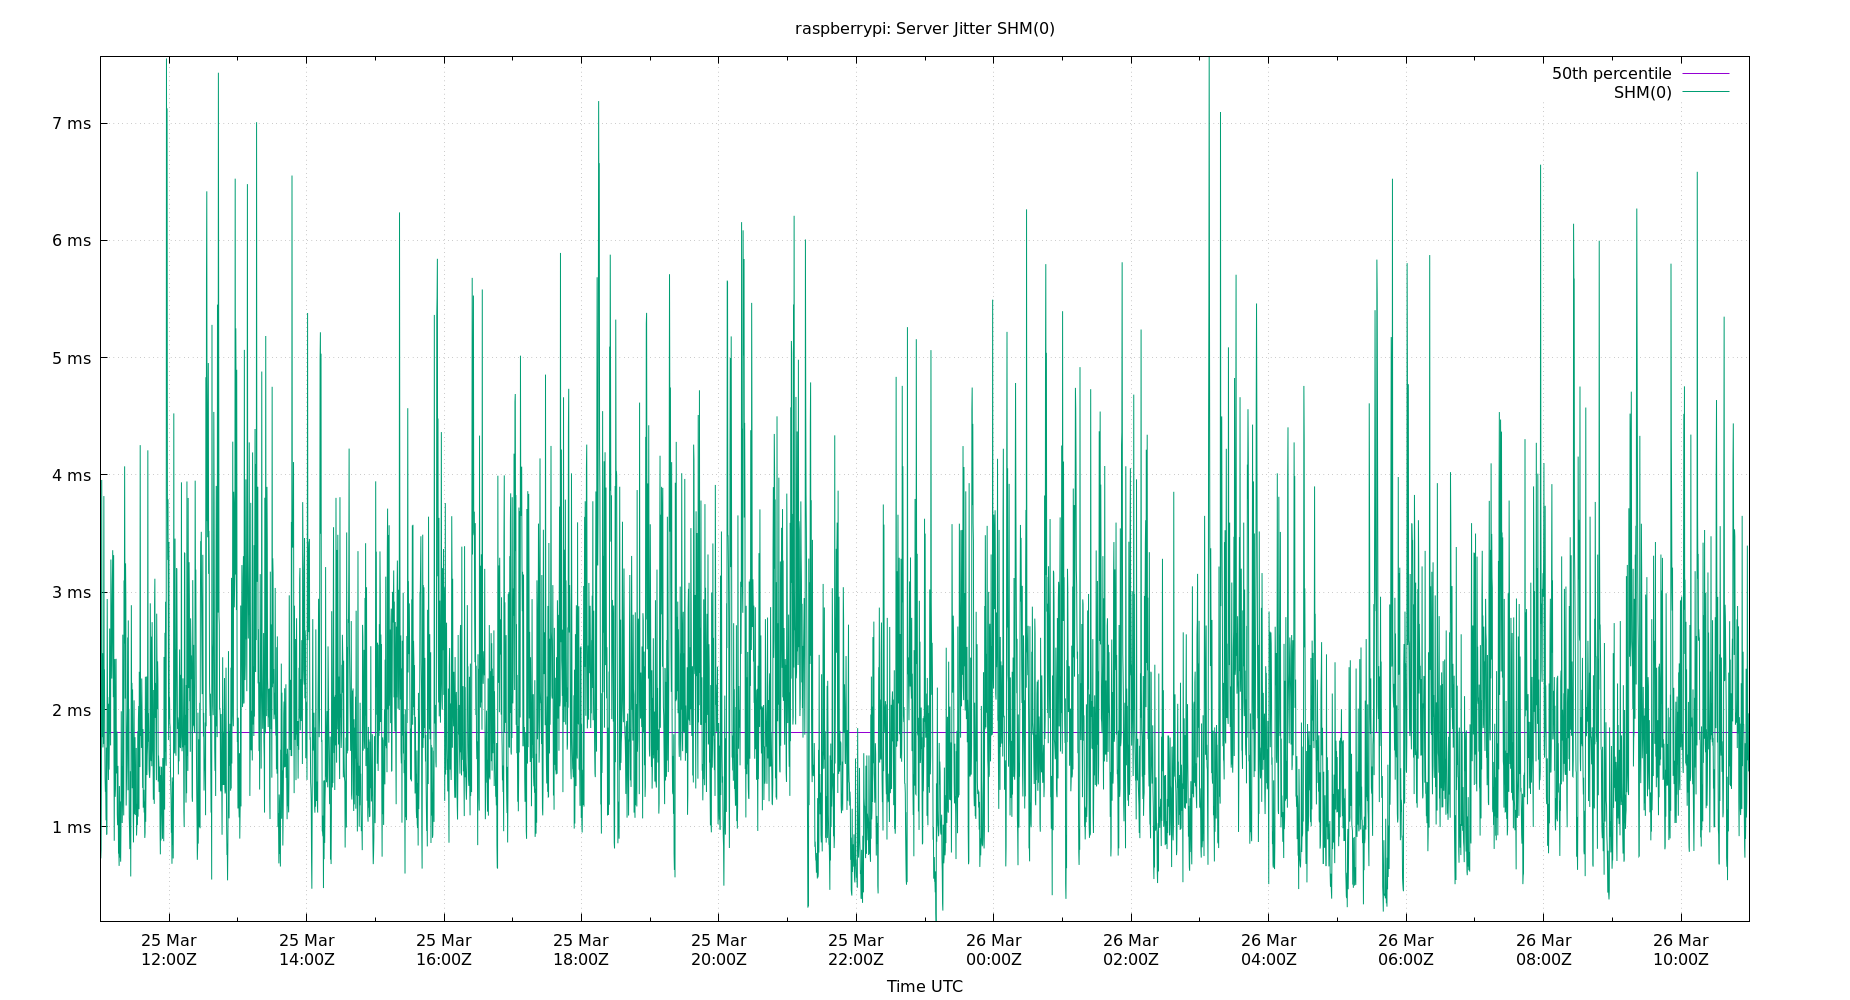 raspberrypi: Server Jitter SHM(0)
50th percentile
SHM(0)
7 ms
6 ms
5 ms
4 ms
3 ms
2 ms
1 ms
25 Mar 25 Mar 25 Mar 25 Mar 25 Mar 25 Mar 26 Mar 26 Mar 26 Mar 26 Mar 26 Mar 26 Mar
12:00Z 14:00Z 16:00Z 18:00Z 20:00Z 22:00Z 00:00Z 02:00Z 04:00Z 06:00Z 08:00Z 10:00Z
Time UTC